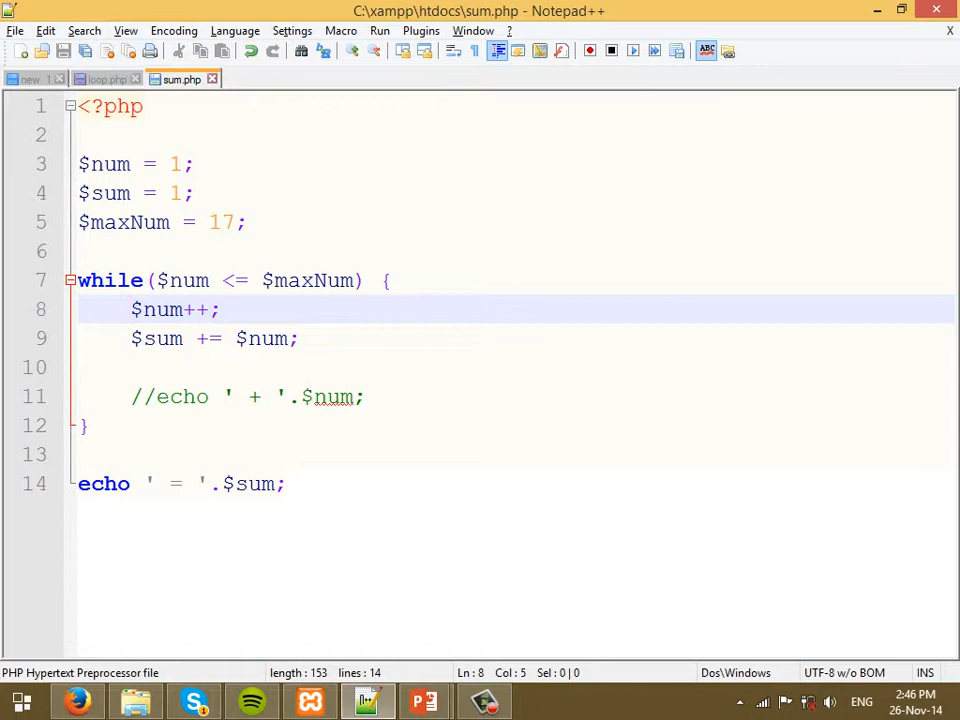 C:\xampp\htdocs\sum.php - Notepad++
File Edit Search View Encoding Language Settings Macro Run Plugins Window ? X
new 1 loop.php sum.php
1 <?php
2
3 $num = 1;
4 $sum = 1;
5 $maxNum = 17;
6
7 while($num <= $maxNum) {
8 $num++;
9 $sum += $num;
10
11 //echo ' + '.$num;
12 }
13
14 echo ' = '.$sum;
PHP Hypertext Preprocessor file length : 153 lines : 14 Ln : 8 Col : 5 Sel : 0 | 0 Dos\Windows UTF-8 w/o BOM INS
ENG 2:46 PM
26-Nov-14